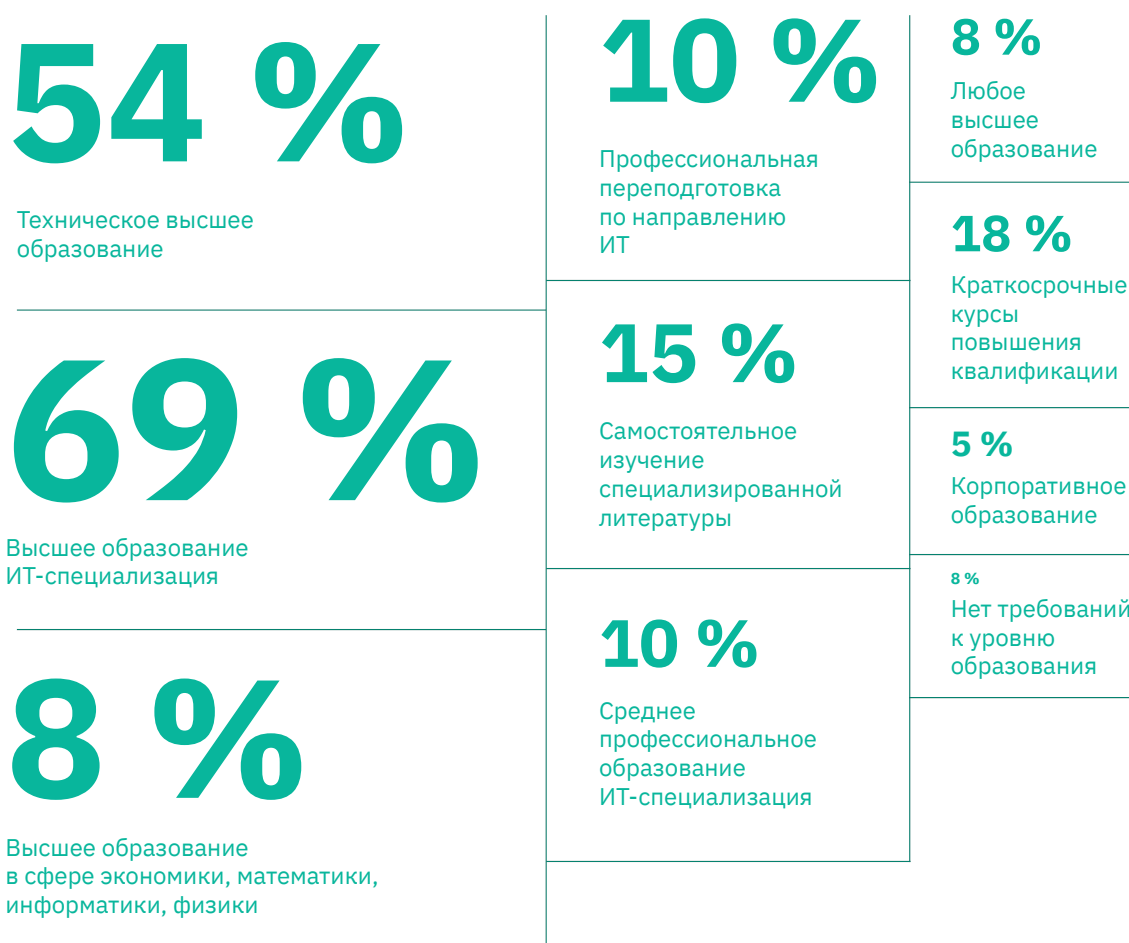 54 %
Техническое высшее
образование
69 %
Высшее образование
ИТ-специализация
8 %
Высшее образование
в сфере экономики, математики,
информатики, физики
10 %
Профессиональная
переподготовка
по направлению
ИТ
15 %
Самостоятельное
изучение
специализированной
литературы
10 %
Среднее
профессиональное
образование
ИТ-специализация
8 %
Любое
высшее
образование
18 %
Краткосрочные
курсы
повышения
квалификации
5 %
Корпоративное
образование
8 %
Нет требований
к уровню
образования